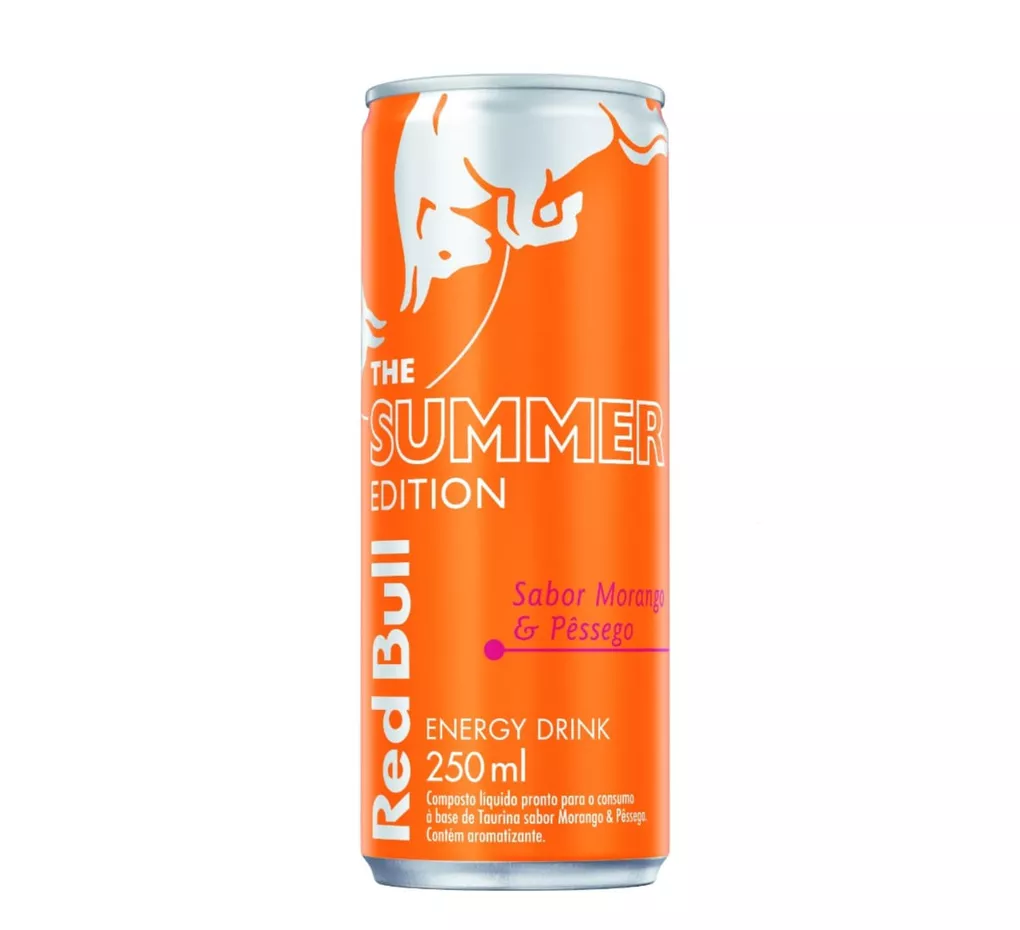 THE
SUMMER
EDITION
Red Bull
Sabor Morango
& Pêssego
ENERGY DRINK
250 ml
Composto líquido pronto para o consumo
à base de Taurina sabor Morango & Pêssego.
Contém aromatizante.